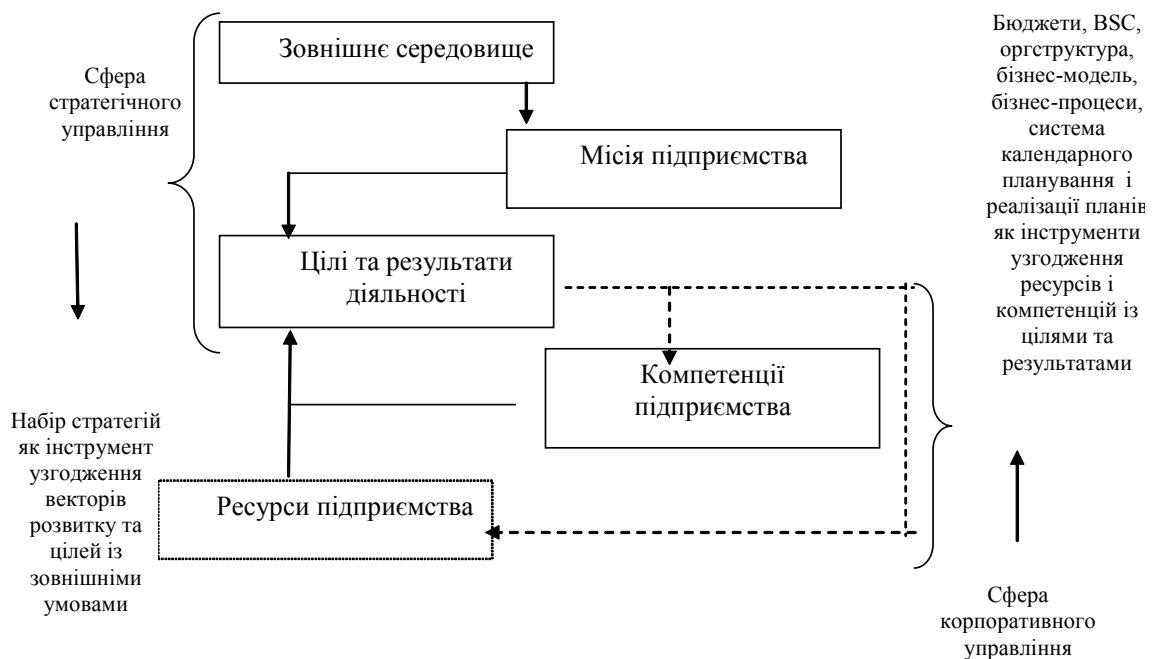 Зовнішнє середовище
Сфера
стратегічного
управління
Місія підприємства
Цілі та результати
діяльності
Компетенції
підприємства
Ресурси підприємства
Набір стратегій
як інструмент
узгодження
векторів
розвитку та
цілей із
зовнішніми
умовами
Бюджети, BSC,
оргструктура,
бізнес-модель,
бізнес-процеси,
система
календарного
планування і
реалізації планів
як інструменти
узгодження
ресурсів і
компетенцій із
цілями та
результатами
Сфера
корпоративного
управління